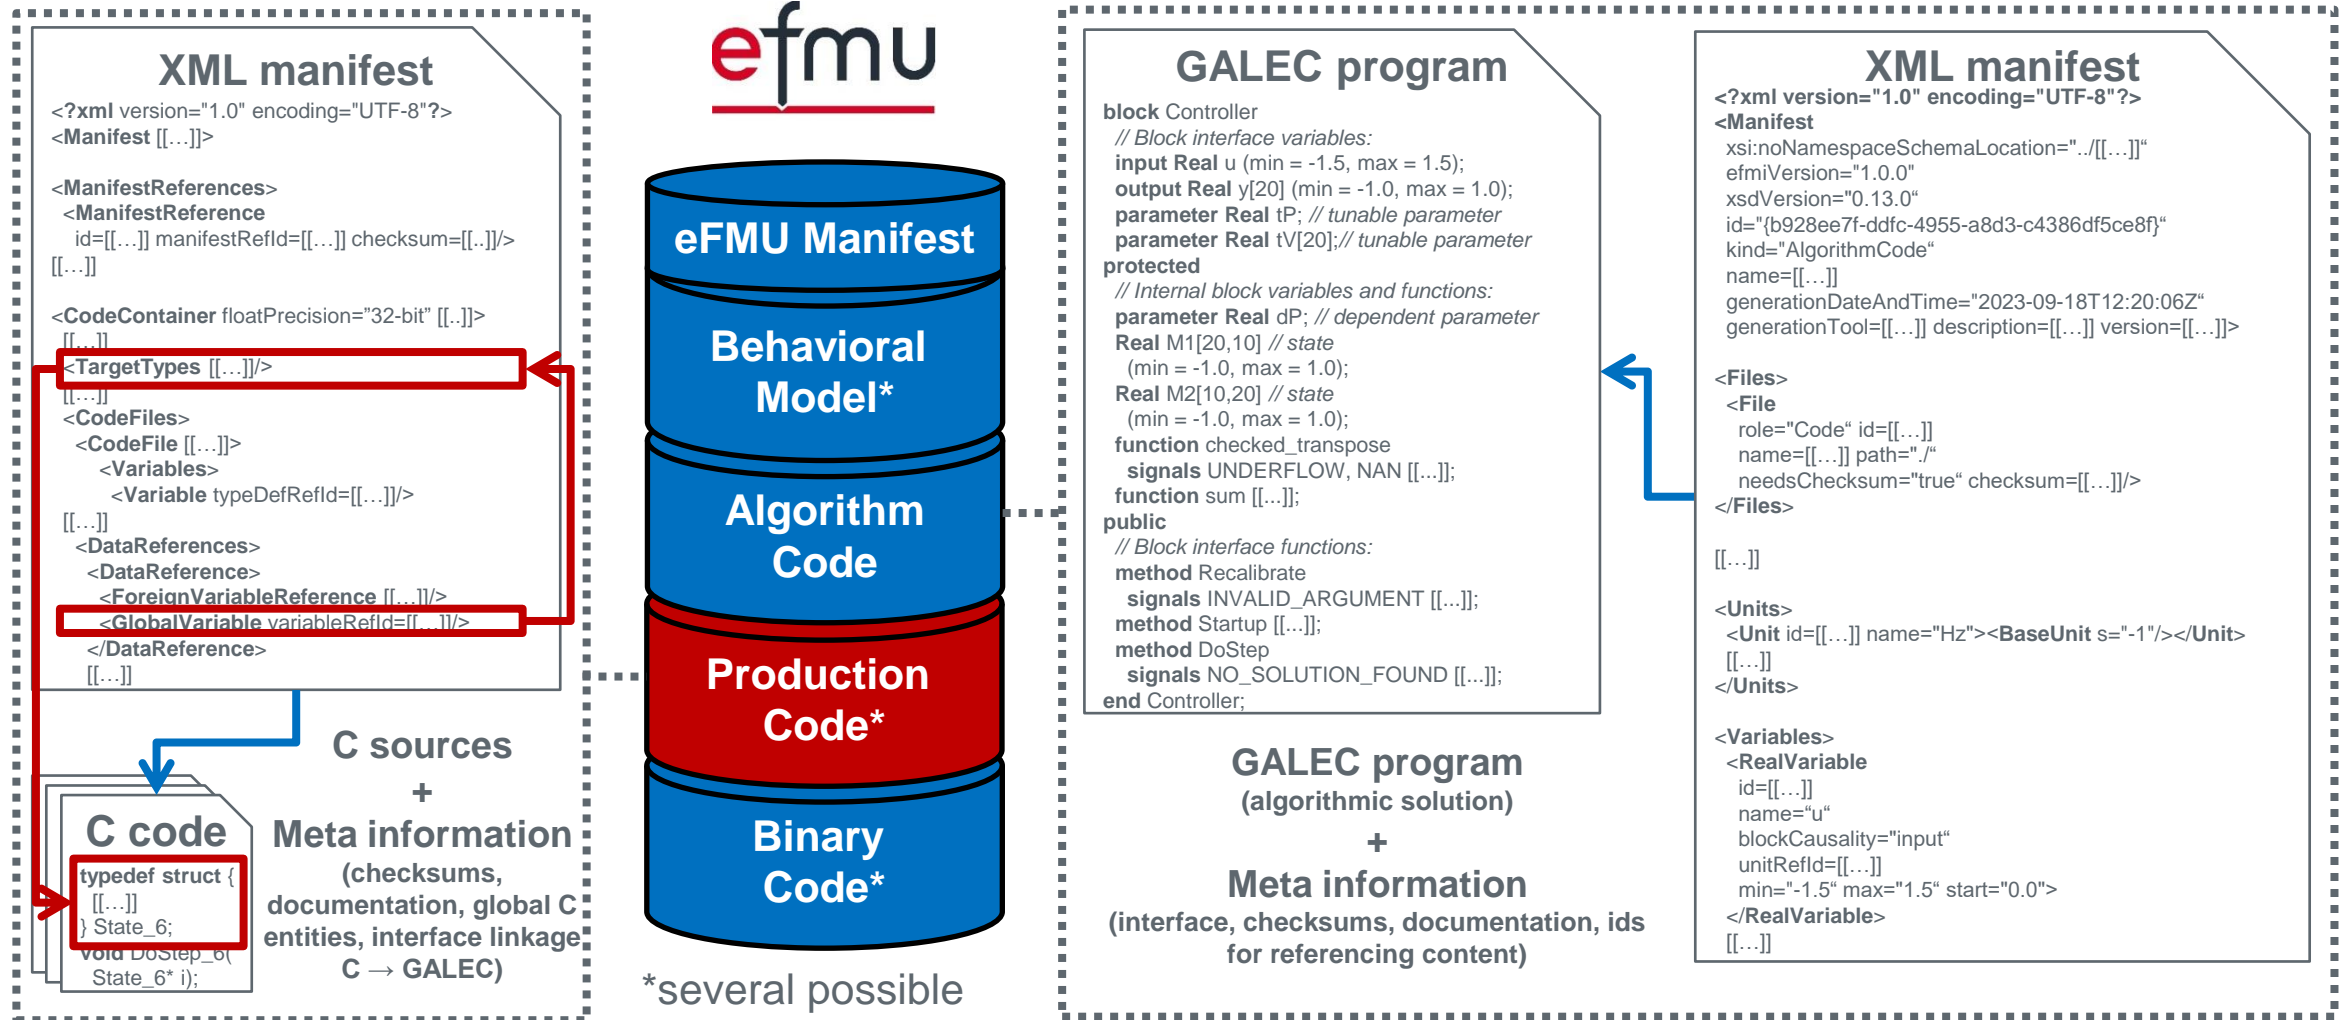 XML manifest
<?xml version="1.0" encoding="UTF-8"?>
<Manifest [[…]]>
<ManifestReferences>
<ManifestReference
id=[[…]] manifestRefId=[[…]] checksum=[[..]]/>
[[…]]
<CodeContainer floatPrecision=”32-bit” [[..]]>
[[…]]
<TargetTypes [[…]]/>
[[…]]
<CodeFiles>
<CodeFile [[…]]>
<Variables>
<Variable typeDefRefId=[[…]]/>
[[…]]
<DataReferences>
<DataReference>
<ForeignVariableReference [[…]]/>
<GlobalVariable variableRefId=[[…]]/>
</DataReference>
[[…]]
C code
typedef struct {
[[…]]
} State_6;
void DoStep_6(
State_6* i);
C sources
+
Meta information
(checksums,
documentation, global C
entities, interface linkage
C → GALEC)
efmu
eFMU Manifest
Behavioral
Model*
Algorithm
Code
Production
Code*
Binary
Code*
*several possible
GALEC program
block Controller
// Block interface variables:
input Real u (min = -1.5, max = 1.5);
output Real y[20] (min = -1.0, max = 1.0);
parameter Real tP; // tunable parameter
parameter Real tV[20];// tunable parameter
protected
// Internal block variables and functions:
parameter Real dP; // dependent parameter
Real M1[20,10] // state
(min = -1.0, max = 1.0);
Real M2[10,20] // state
(min = -1.0, max = 1.0);
function checked_transpose
signals UNDERFLOW, NAN [[...]];
function sum [[...]];
public
// Block interface functions:
method Recalibrate
signals INVALID_ARGUMENT [[...]];
method Startup [[...]];
method DoStep
signals NO_SOLUTION_FOUND [[...]];
end Controller;
GALEC program
(algorithmic solution)
+
Meta information
(interface, checksums, documentation, ids
for referencing content)
XML manifest
<?xml version="1.0" encoding="UTF-8"?>
<Manifest
xsi:noNamespaceSchemaLocation="../[[…]]“
efmiVersion="1.0.0"
xsdVersion="0.13.0“
id="{b928ee7f-ddfc-4955-a8d3-c4386df5ce8f}“
kind="AlgorithmCode“
name=[[…]]
generationDateAndTime="2023-09-18T12:20:06Z“
generationTool=[[…]] description=[[…]] version=[[…]]>
<Files>
<File
role="Code“ id=[[…]]
name=[[…]] path="./“
needsChecksum="true“ checksum=[[…]]/>
</Files>
[[…]]
<Units>
<Unit id=[[…]] name="Hz"><BaseUnit s="-1"/></Unit>
[[…]]
</Units>
<Variables>
<RealVariable
id=[[…]]
name=“u“
blockCausality="input“
unitRefId=[[…]]
min="-1.5“ max="1.5“ start="0.0">
</RealVariable>
[[…]]